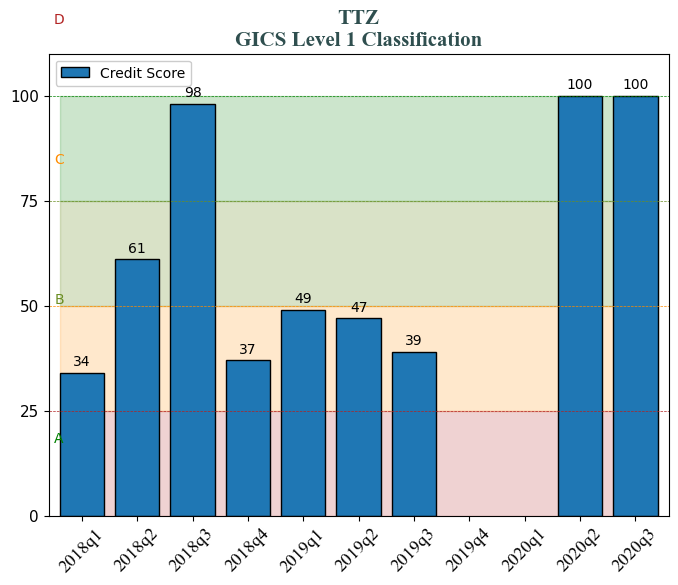 D
TTZ
GICS Level 1 Classification
Credit Score
100
98
100
100
C
75
61
B
50
49
47
39
37
34
25
A
0
2018q1
2018q2
2018q3
2018q4
2019q1
2019q2
2019q3
2019q4
2020q1
2020q2
2020q3